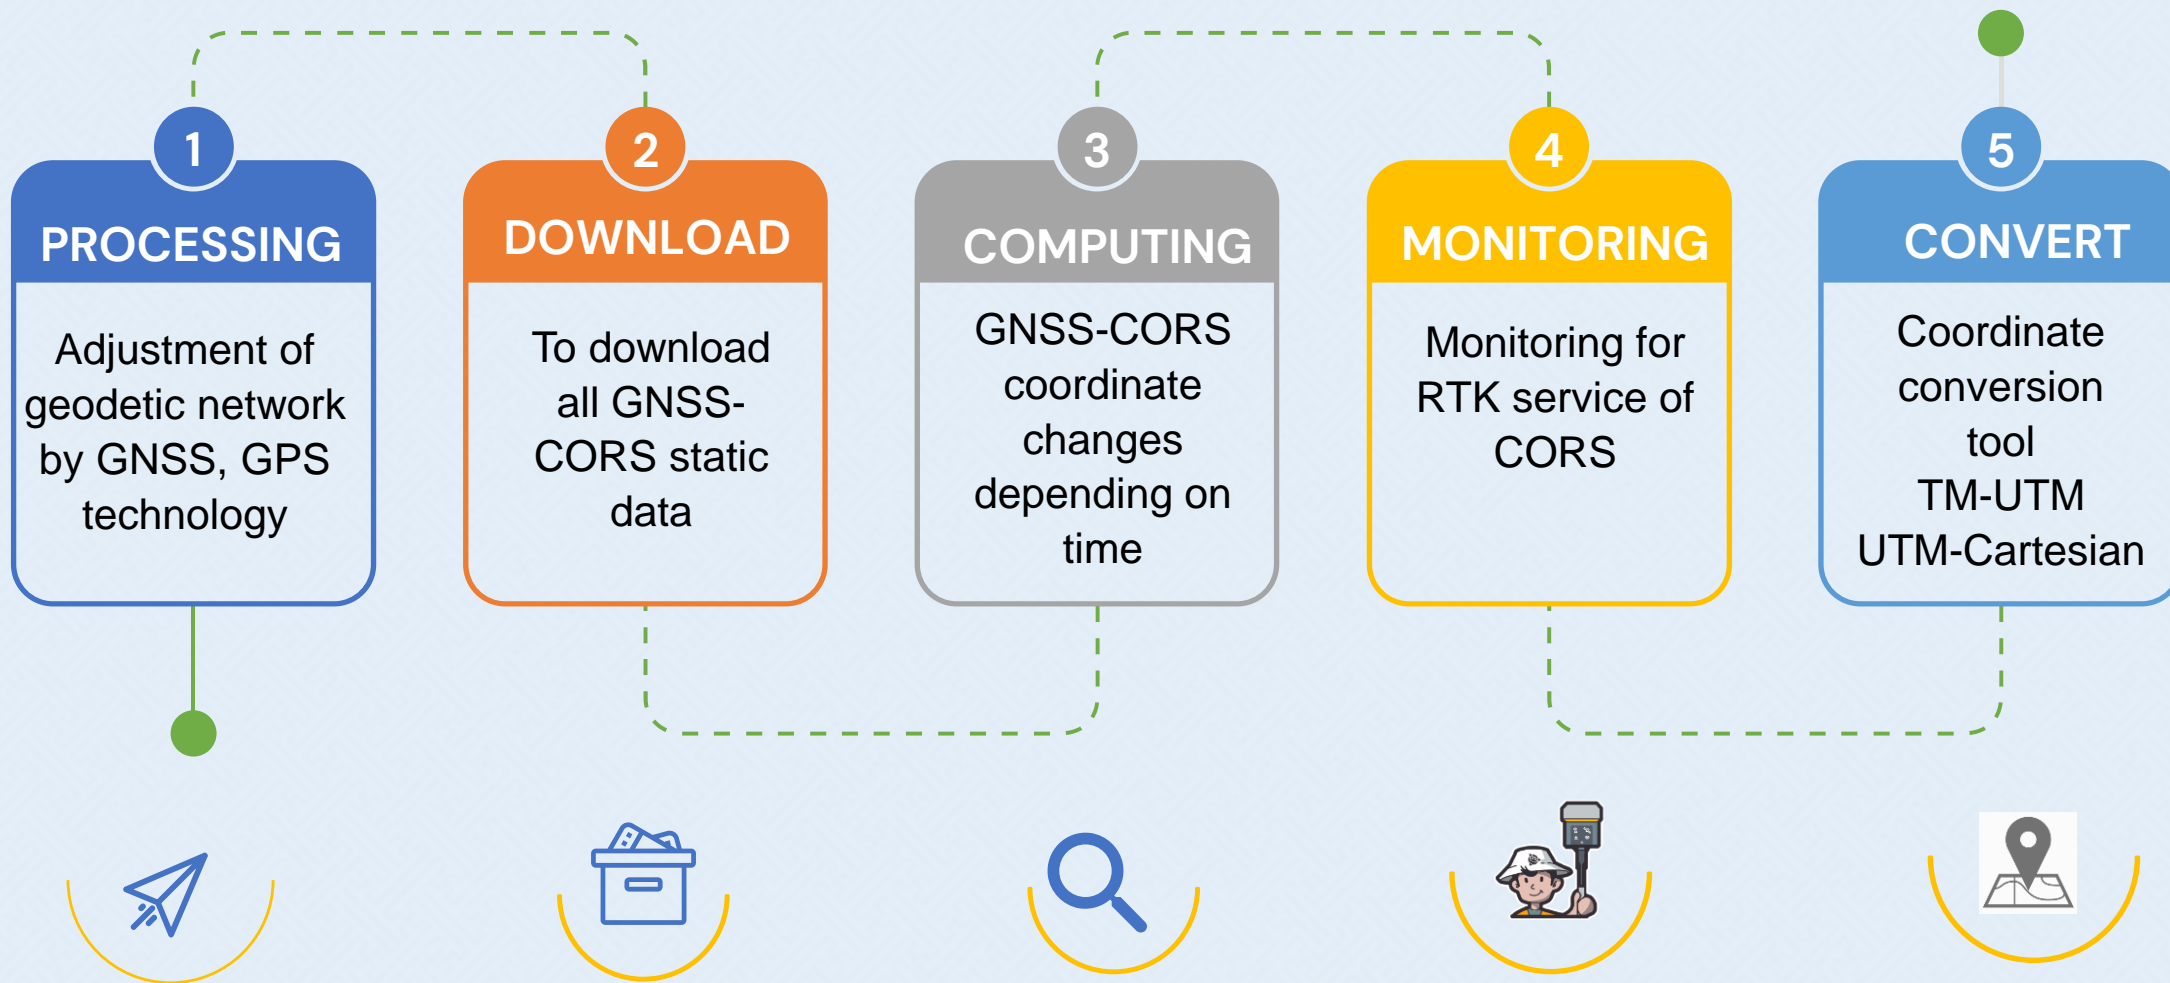 1
PROCESSING
Adjustment of
geodetic network
by GNSS, GPS
technology
2
DOWNLOAD
To download
all GNSS-
CORS static
data
3
COMPUTING
GNSS-CORS
coordinate
changes
depending on
time
4
MONITORING
Monitoring for
RTK service of
CORS
5
CONVERT
Coordinate
conversion
tool
TM-UTM
UTM-Cartesian